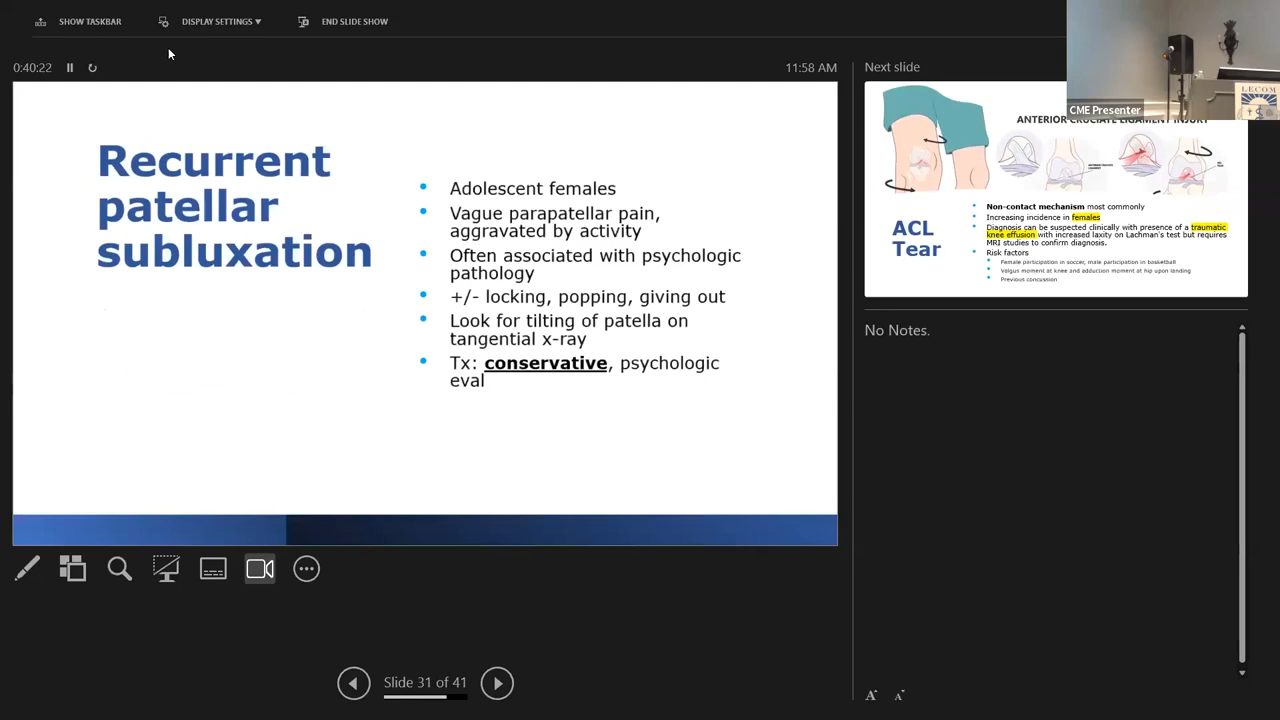 SHOW TASKBAR
DISPLAY SETTINGS ▾
END SLIDE SHOW
0:40:22
11:58 AM
Recurrent
patellar
subluxation
• Adolescent females
• Vague parapatellar pain,
aggravated by activity
• Often associated with psychologic
pathology
• +/- locking, popping, giving out
• Look for tilting of patella on
tangential x-ray
• Tx: conservative, psychologic
eval
Slide 31 of 41
Next slide
CME Presenter
LECOM
ANTERIOR CRUCIATE LIGAMENT INJURY
ACL
Tear
• Non-contact mechanism most commonly
• Increasing incidence in females
• Diagnosis can be suspected clinically with presence of a traumatic
knee effusion with increased laxity on Lachman's test but requires
MRI studies to confirm diagnosis.
• Risk factors
• Female participation in soccer, male participation in basketball
• Valgus moment at knee and adduction moment at hip upon landing
• Previous concussion
No Notes.
A A